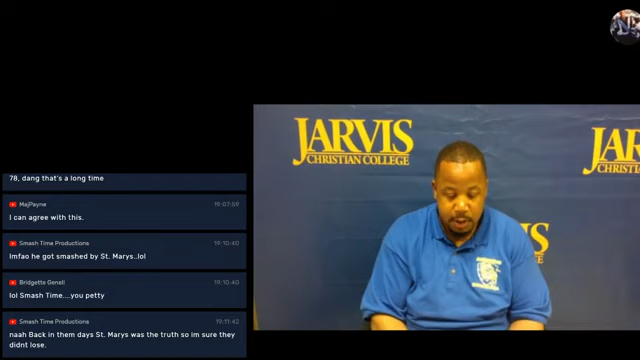 78, dang that's a long time
MajPayne 19:07:59
I can agree with this.
Smash Time Productions 19:10:40
lmfao he got smashed by St. Marys..lol
Bridgette Genell 19:10:40
lol Smash Time....you petty
Smash Time Productions 19:11:42
naah Back in them days St. Marys was the truth so im sure they
didnt lose.
JARVIS
CHRISTIAN COLLEGE
JARVIS
CHRISTI